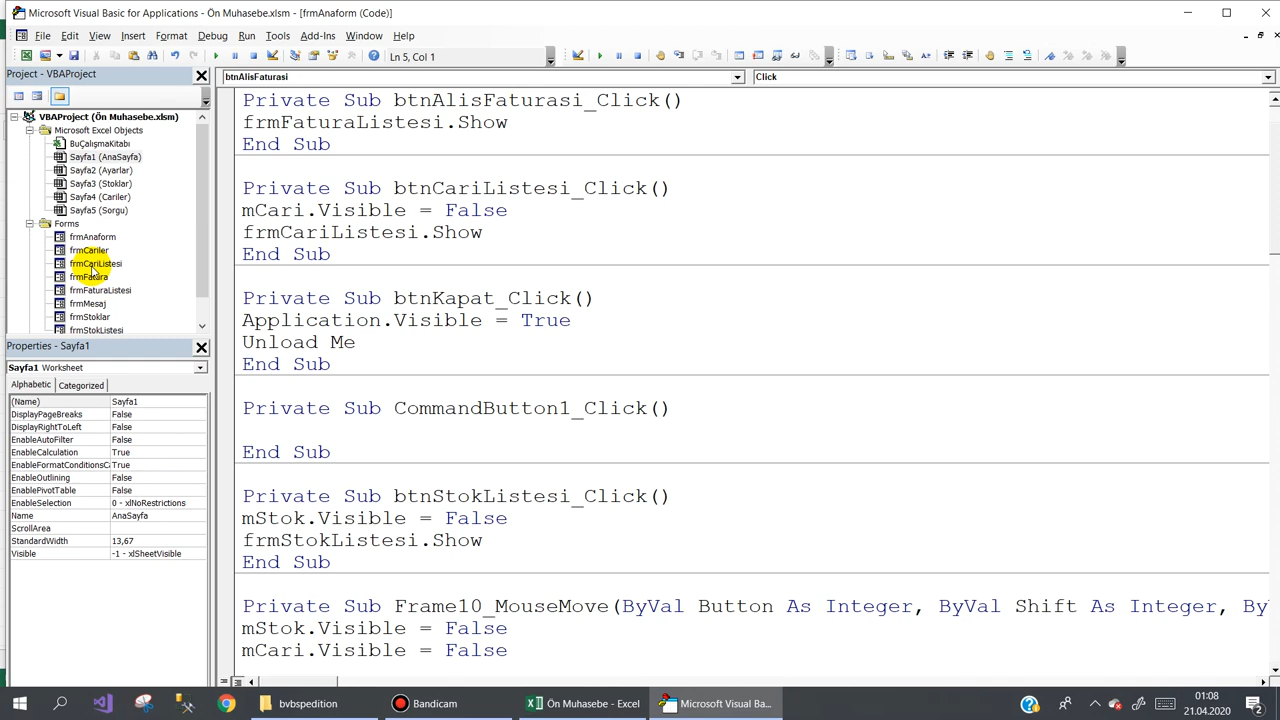 Microsoft Visual Basic for Applications - Ön Muhasebe.xlsm - [frmAnaform (Code)]
File Edit View Insert Format Debug Run Tools Add-Ins Window Help
Ln 5, Col 1
Project - VBAProject
btnAlisFaturasi
Click
VBAProject (Ön Muhasebe.xlsm)
Microsoft Excel Objects
BuÇalışmaKitabı
Sayfa1 (AnaSayfa)
Sayfa2 (Ayarlar)
Sayfa3 (Stoklar)
Sayfa4 (Cariler)
Sayfa5 (Sorgu)
Forms
frmAnaform
frmCariler
frmCariListesi
frmFatura
frmFaturaListesi
frmMesaj
frmStoklar
frmStokListesi
Properties - Sayfa1
Sayfa1 Worksheet
Alphabetic Categorized
(Name) Sayfa1
DisplayPageBreaks False
DisplayRightToLeft False
EnableAutoFilter False
EnableCalculation True
EnableFormatConditionsCa True
EnableOutlining False
EnablePivotTable False
EnableSelection 0 - xlNoRestrictions
Name AnaSayfa
ScrollArea
StandardWidth 13,67
Visible -1 - xlSheetVisible
Private Sub btnAlisFaturasi_Click()
frmFaturaListesi.Show
End Sub
Private Sub btnCariListesi_Click()
mCari.Visible = False
frmCariListesi.Show
End Sub
Private Sub btnKapat_Click()
Application.Visible = True
Unload Me
End Sub
Private Sub CommandButton1_Click()
End Sub
Private Sub btnStokListesi_Click()
mStok.Visible = False
frmStokListesi.Show
End Sub
Private Sub Frame10_MouseMove(ByVal Button As Integer, ByVal Shift As Integer, By
mStok.Visible = False
mCari.Visible = False
bvbspedition
Bandicam
Ön Muhasebe - Excel
Microsoft Visual Ba...
01:08
21.04.2020
2